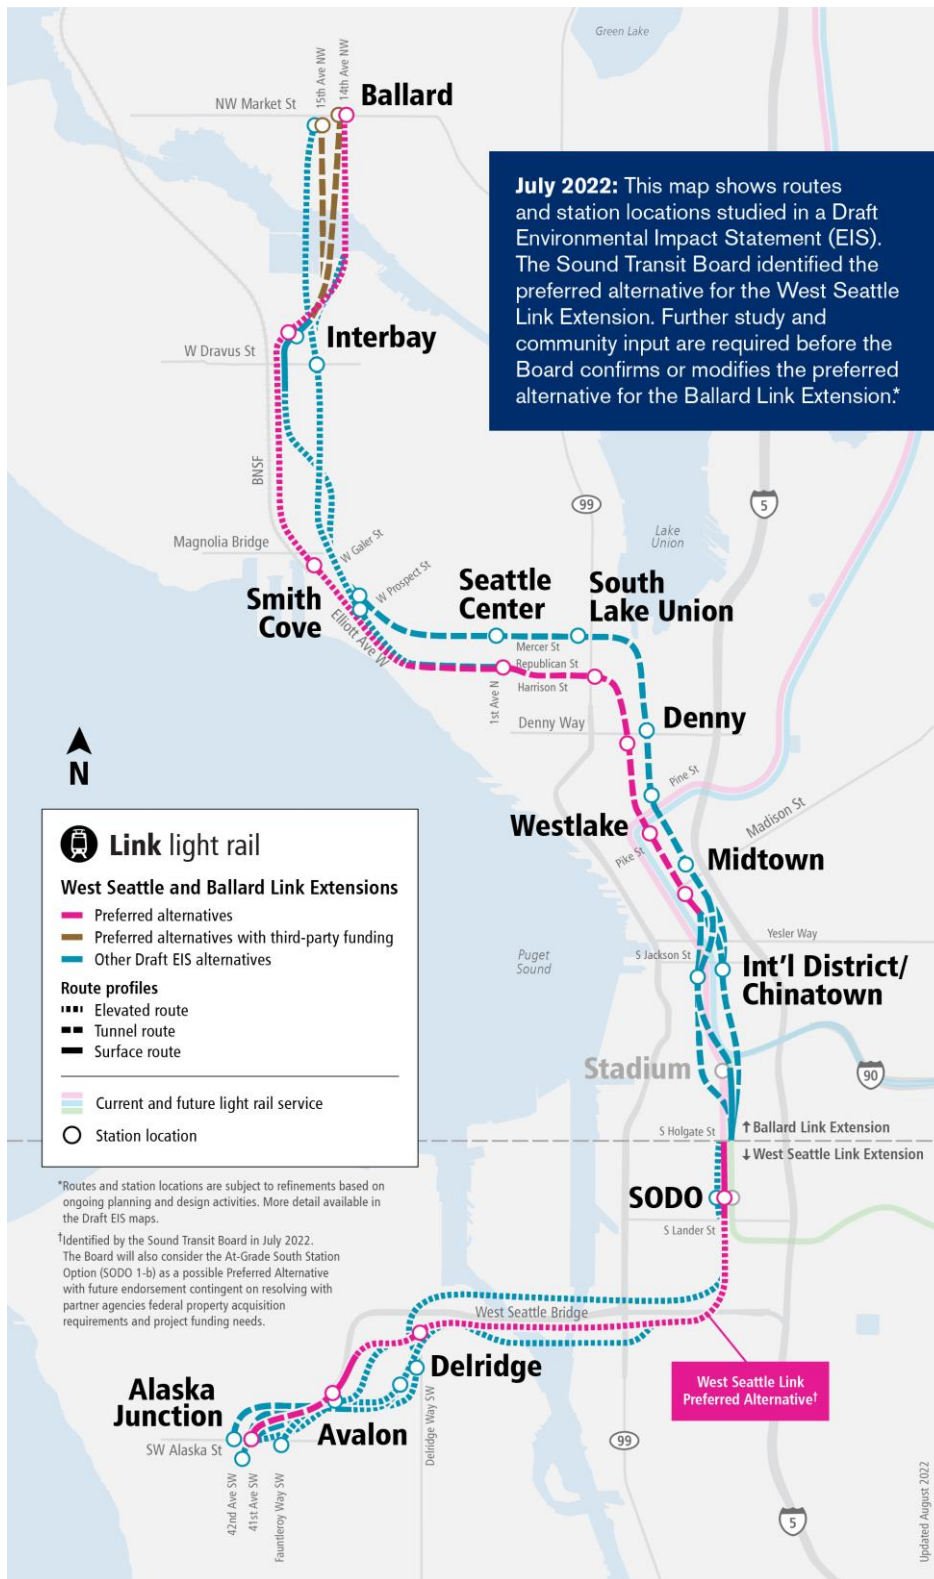 Green Lake
15th Ave NW
14th Ave NW
Ballard
NW Market St
July 2022: This map shows routes
and station locations studied in a Draft
Environmental Impact Statement (EIS).
The Sound Transit Board identified the
preferred alternative for the West Seattle
Link Extension. Further study and
community input are required before the
Board confirms or modifies the preferred
alternative for the Ballard Link Extension.*
Interbay
W Dravus St
BNSF
99
5
Lake
Union
Magnolia Bridge
W Galer St
W Prospect St
Smith
Cove
Elliott Ave W
Seattle
Center
South
Lake Union
Mercer St
Republican St
Harrison St
1st Ave N
Denny Way
Denny
N
Pine St
Madison St
Westlake
Pike St
Midtown
Link light rail
West Seattle and Ballard Link Extensions
Preferred alternatives
Preferred alternatives with third-party funding
Other Draft EIS alternatives
Route profiles
Elevated route
Tunnel route
Surface route
Current and future light rail service
Station location
Yesler Way
S Jackson St
Puget
Sound
Int'l District/
Chinatown
Stadium
90
S Holgate St
↑ Ballard Link Extension
↓ West Seattle Link Extension
SODO
S Lander St
*Routes and station locations are subject to refinements based on
ongoing planning and design activities. More detail available in
the Draft EIS maps.
†Identified by the Sound Transit Board in July 2022.
The Board will also consider the At-Grade South Station
Option (SODO 1-b) as a possible Preferred Alternative
with future endorsement contingent on resolving with
partner agencies federal property acquisition
requirements and project funding needs.
West Seattle Bridge
Delridge
West Seattle Link
Preferred Alternative†
Alaska
Junction
Avalon
SW Alaska St
42nd Ave SW
41st Ave SW
Fauntleroy Way SW
Delridge Way SW
99
5
Updated August 2022